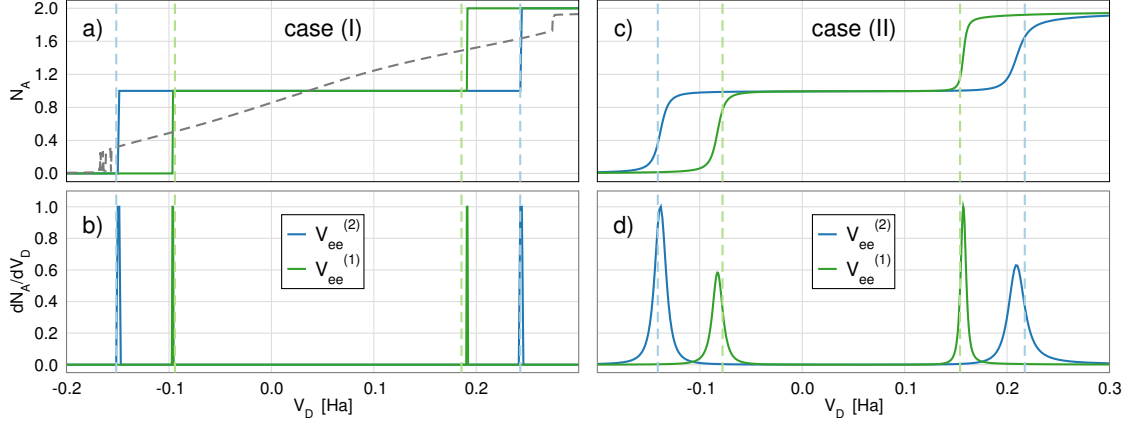 a) case (I)
c) case (II)
N_A
2.0
1.6
1.2
0.8
0.4
0.0
b)
d)
dN_A/dV_D
1.0
0.8
0.6
0.4
0.2
0.0
V_ee^(2)
V_ee^(1)
V_ee^(2)
V_ee^(1)
-0.2 -0.1 0.0 0.1 0.2
-0.1 0.0 0.1 0.2 0.3
V_D [Ha]
V_D [Ha]